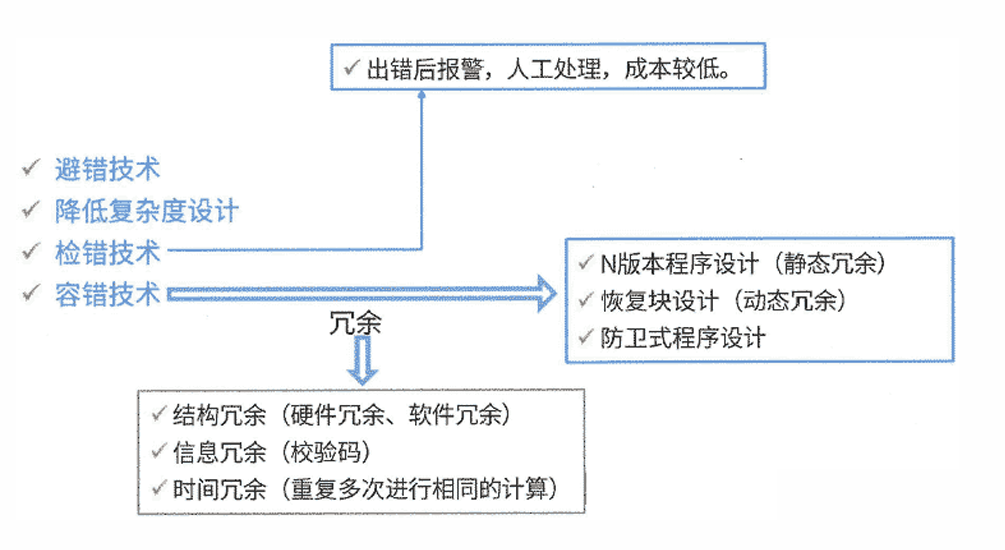 ✓ 出错后报警，人工处理，成本较低。
✓ 避错技术
✓ 降低复杂度设计
✓ 检错技术
✓ 容错技术
✓ N版本程序设计（静态冗余）
✓ 恢复块设计（动态冗余）
✓ 防卫式程序设计
冗余
✓ 结构冗余（硬件冗余、软件冗余）
✓ 信息冗余（校验码）
✓ 时间冗余（重复多次进行相同的计算）